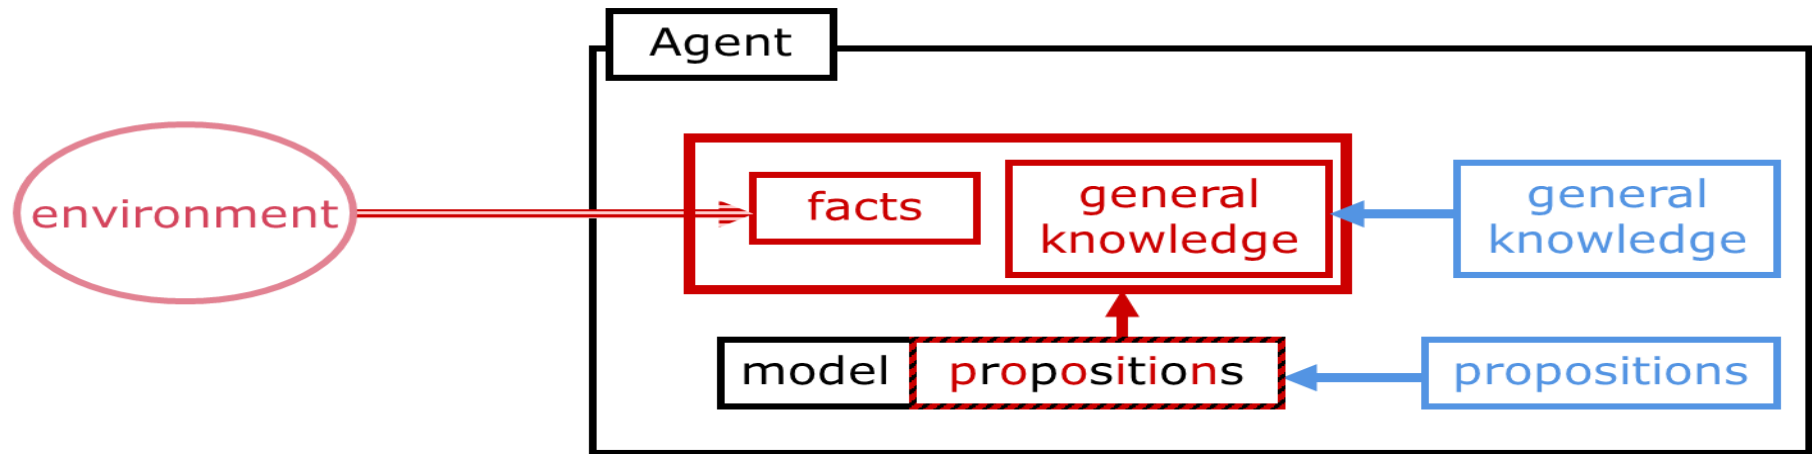 Agent
environment
facts
general
knowledge
general
knowledge
model
propositions
propositions